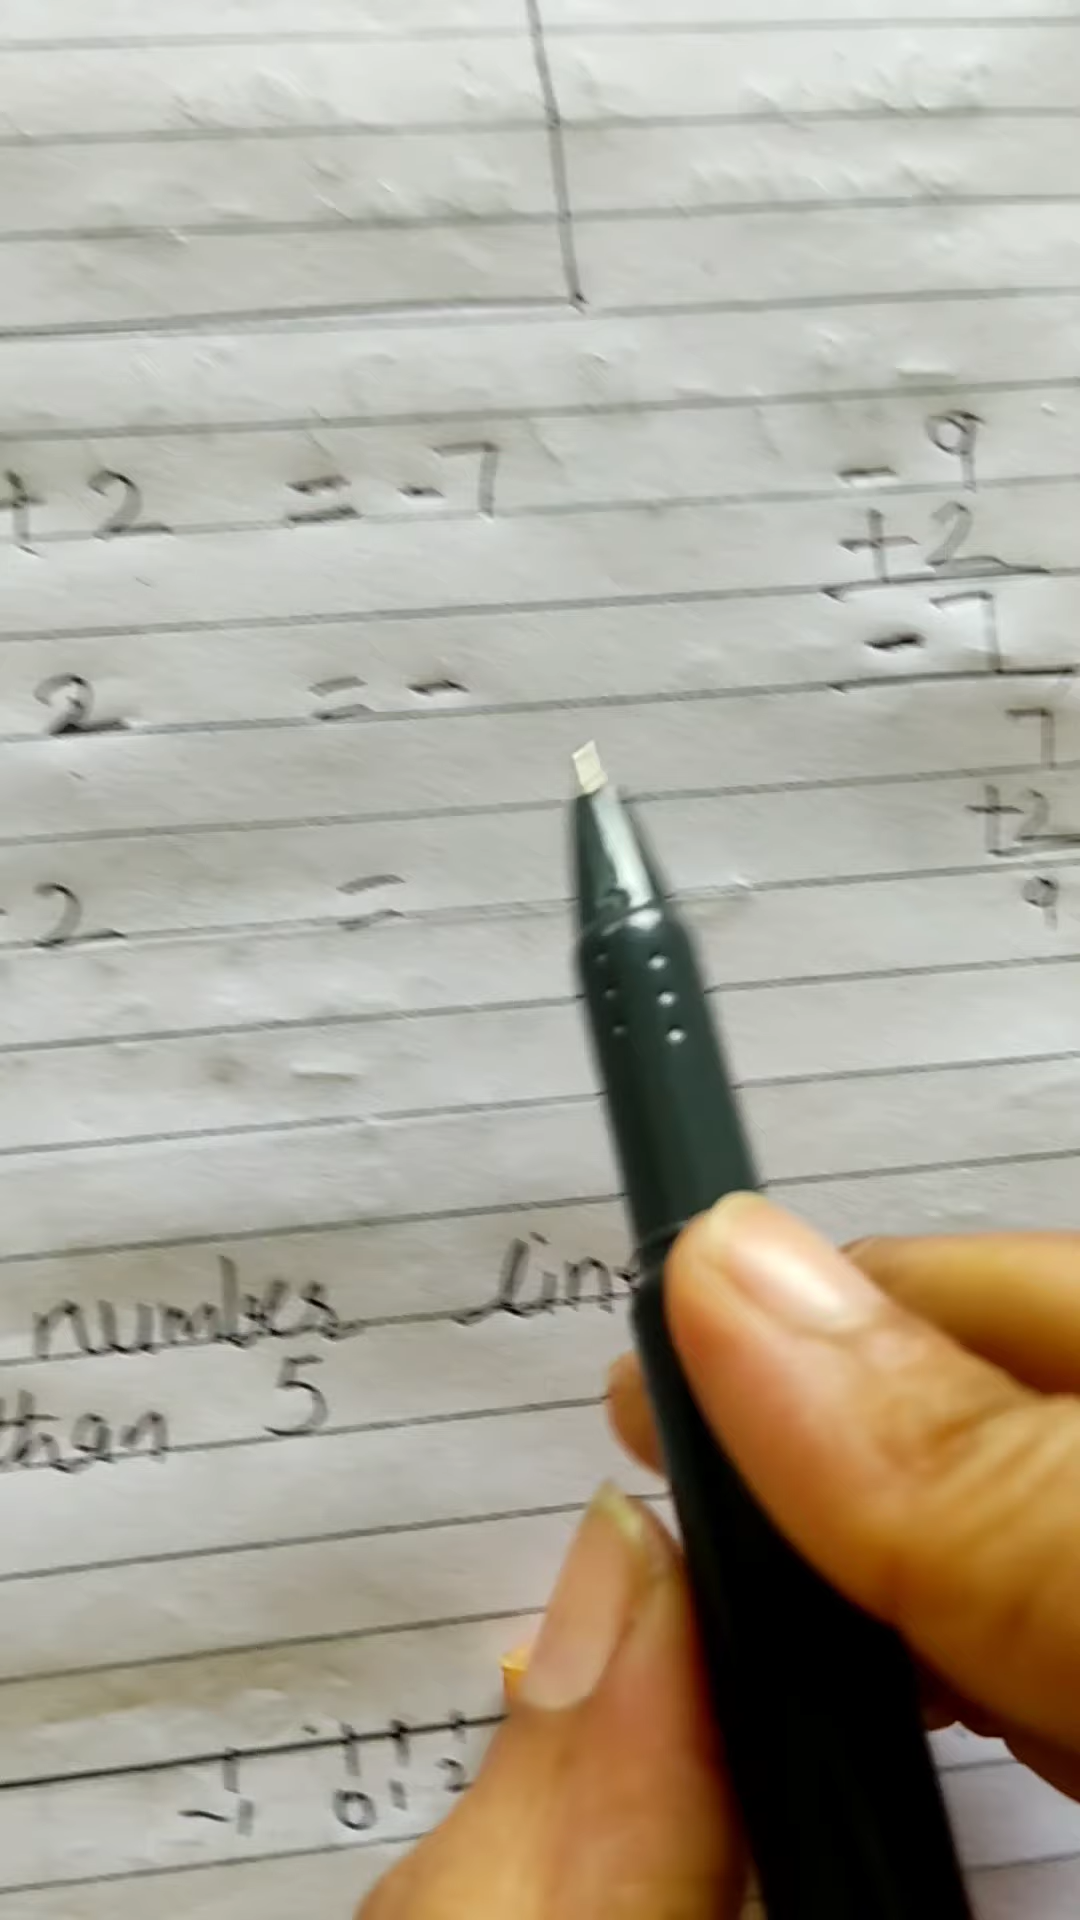 + 2 = - 7
- 9
+ 2
- 7
2 = -
7
+2
9
2 =
number line
than 5
-1 0 1 2